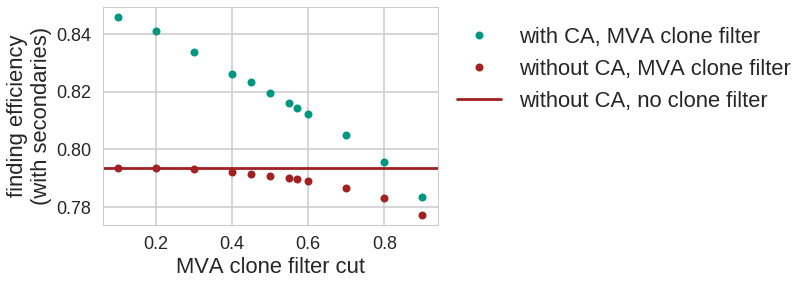 finding efficiency
(with secondaries)
0.84
0.82
0.80
0.78
0.2
0.4
0.6
0.8
MVA clone filter cut
with CA, MVA clone filter
without CA, MVA clone filter
without CA, no clone filter